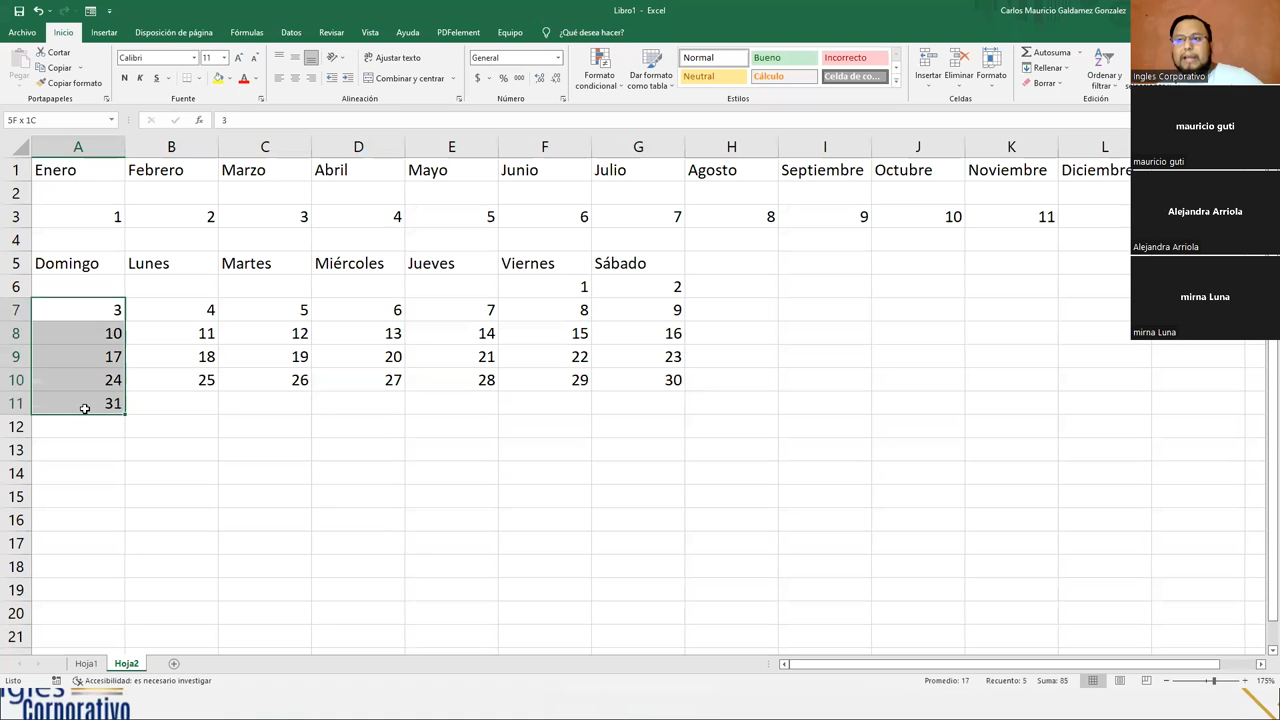 Libro1 - Excel
Carlos Mauricio Galdamez Gonzalez
Archivo Inicio Insertar Disposición de página Fórmulas Datos Revisar Vista Ayuda PDFelement Equipo ¿Qué desea hacer?
Pegar
Cortar
Copiar
Copiar formato
Portapapeles
Calibri 11
N K S
Fuente
Ajustar texto
Combinar y centrar
Alineación
General
$ % 000
Número
Formato condicional
Dar formato como tabla
Normal Bueno Incorrecto
Neutral Cálculo Celda de co...
Estilos
Insertar Eliminar Formato
Celdas
Autosuma
Rellenar
Borrar
Ordenar y
filtrar
Edición
Ingles Corporativo
5F x 1C
fx 3
A B C D E F G H I J K L
1 Enero Febrero Marzo Abril Mayo Junio Julio Agosto Septiembre Octubre Noviembre Diciembre
2
3 1 2 3 4 5 6 7 8 9 10 11
4
5 Domingo Lunes Martes Miércoles Jueves Viernes Sábado
6 1 2
7 3 4 5 6 7 8 9
8 10 11 12 13 14 15 16
9 17 18 19 20 21 22 23
10 24 25 26 27 28 29 30
11 31
12
13
14
15
16
17
18
19
20
21
mauricio guti
mauricio guti
Alejandra Arriola
Alejandra Arriola
mirna Luna
mirna Luna
Hoja1 Hoja2
Listo Accesibilidad: es necesario investigar Promedio: 17 Recuento: 5 Suma: 85 175%
Ingles
Corporativo